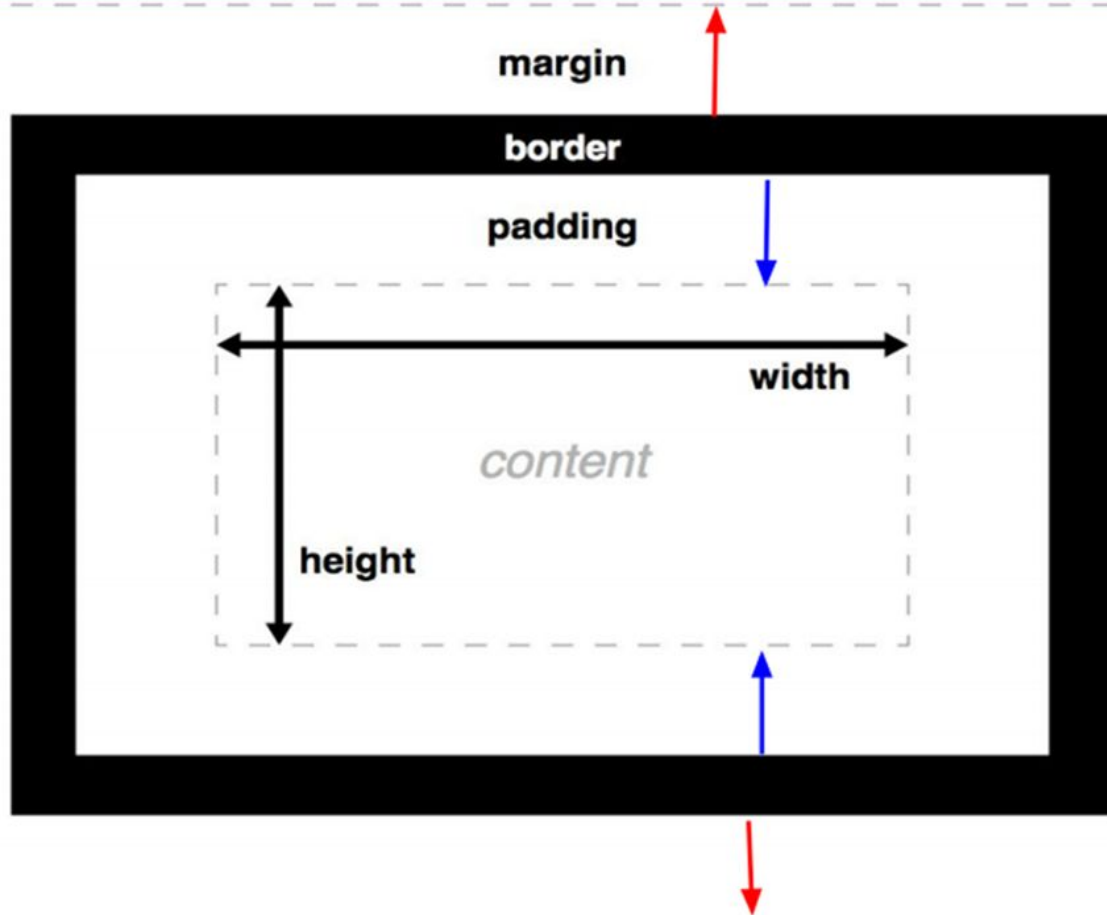 margin
border
padding
width
content
height